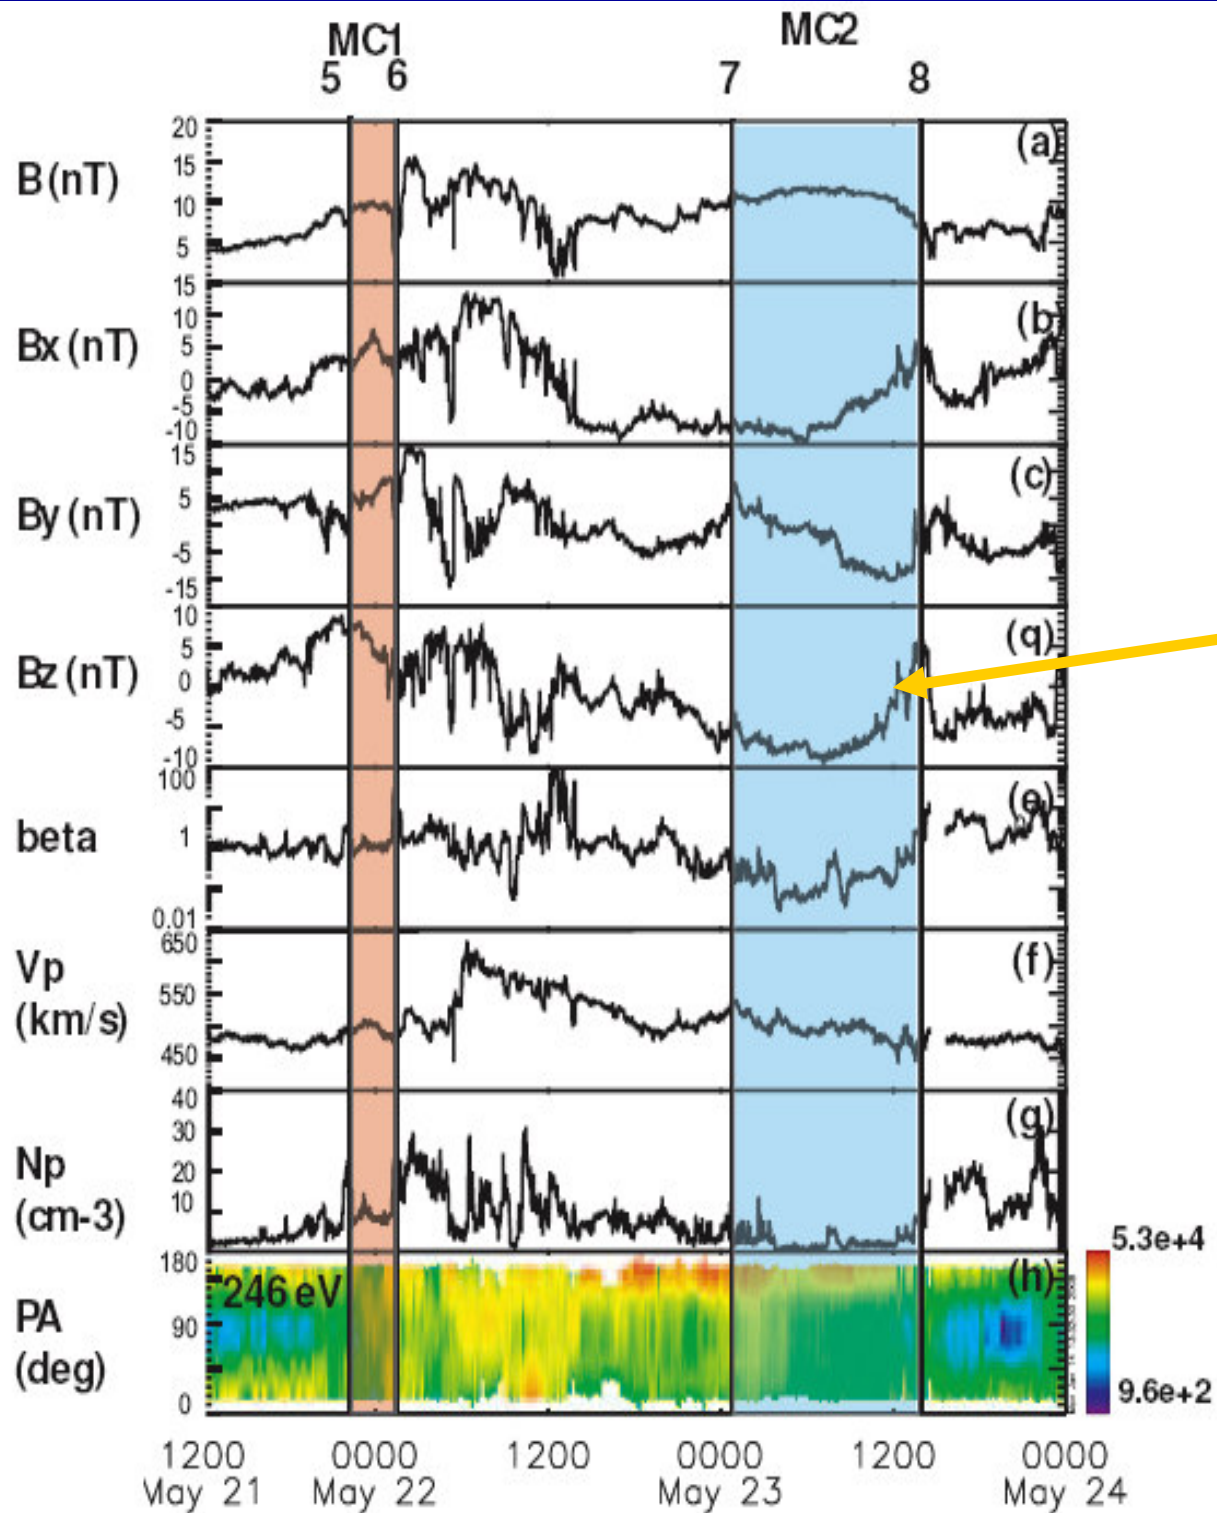 MC1 MC2
5 6 7 8
B (nT) 20 15 10 5 (a)
Bx (nT) 15 10 5 0 -5 -10 (b)
By (nT) 15 5 -5 -15 (c)
Bz (nT) 10 5 0 -5 -10 (q)
beta 100 1 0.01 (e)
Vp
(km/s) 650 550 450 (f)
Np
(cm-3) 40 30 20 10 (g)
PA
(deg) 180 90 0 246 eV (h)
5.3e+4
9.6e+2
1200 0000 1200 0000 1200 0000
May 21 May 22 May 23 May 24